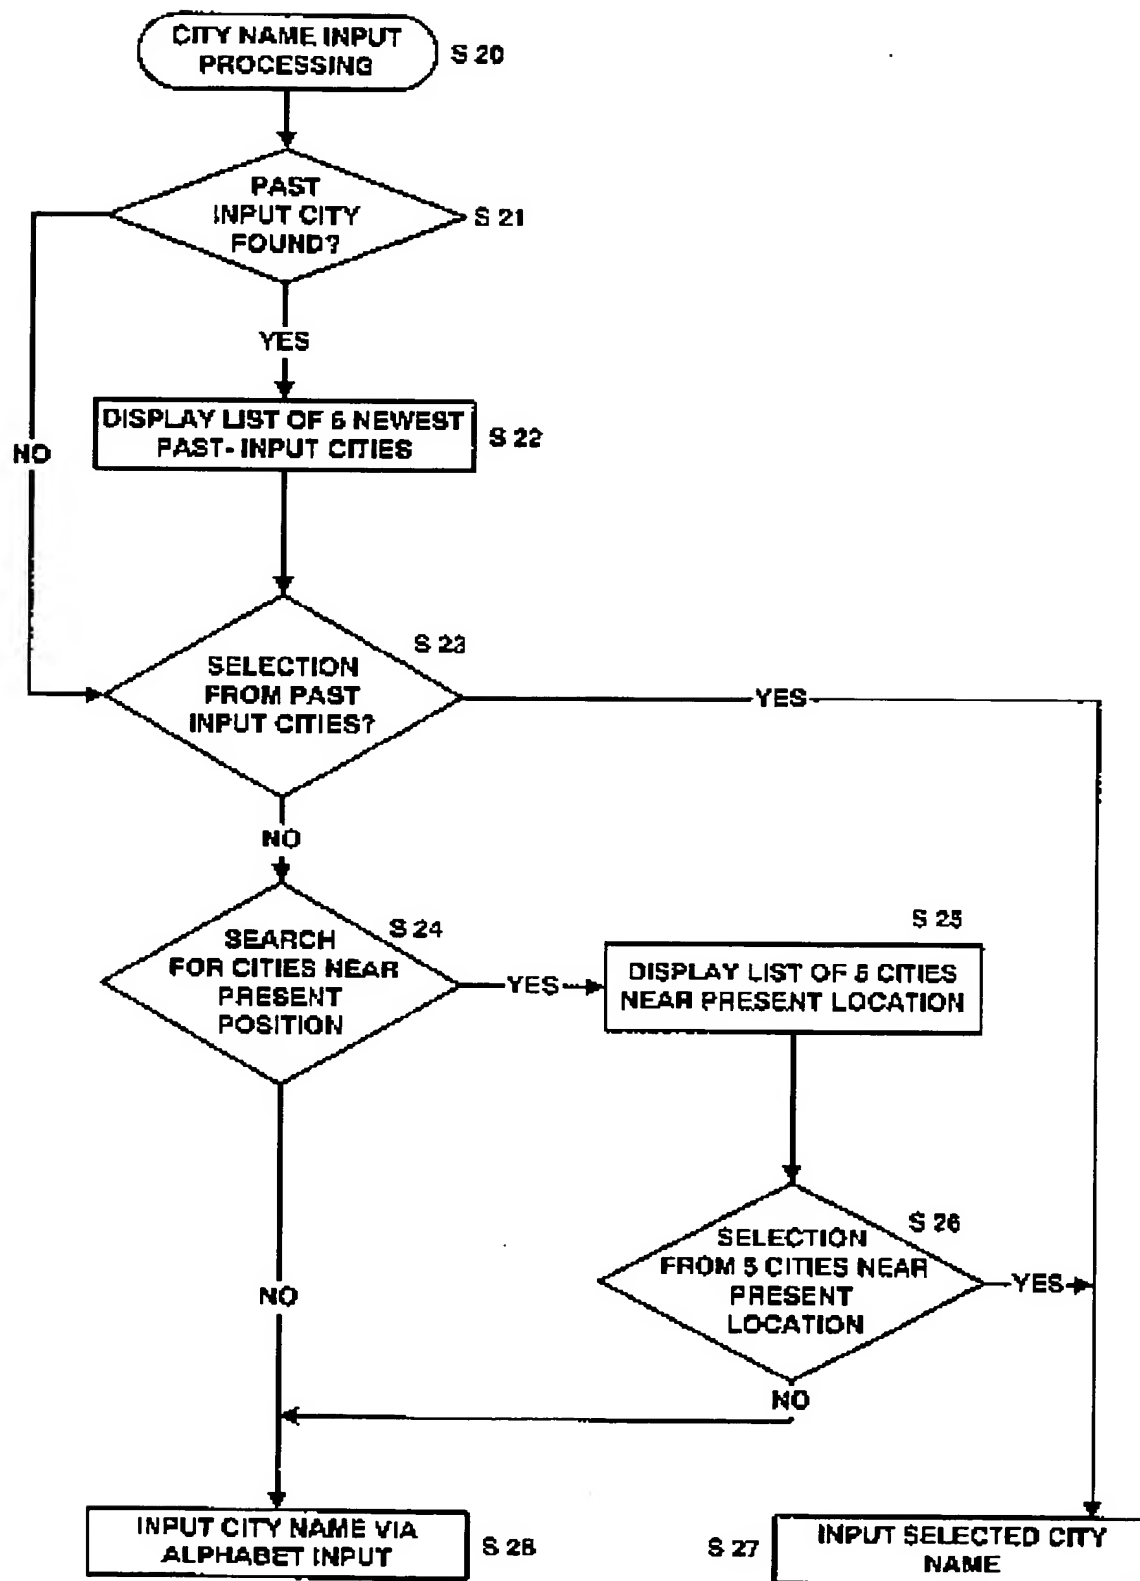 CITY NAME INPUT
PROCESSING
S 20
PAST
INPUT CITY
FOUND?
S 21
YES
NO
DISPLAY LIST OF 5 NEWEST
PAST- INPUT CITIES
S 22
S 23
SELECTION
FROM PAST
INPUT CITIES?
YES
NO
S 24
SEARCH
FOR CITIES NEAR
PRESENT
POSITION
YES
S 25
DISPLAY LIST OF 5 CITIES
NEAR PRESENT LOCATION
S 26
SELECTION
FROM 5 CITIES NEAR
PRESENT
LOCATION
YES
NO
NO
INPUT CITY NAME VIA
ALPHABET INPUT
S 28
S 27
INPUT SELECTED CITY
NAME